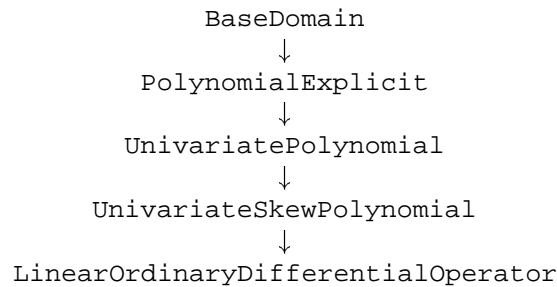 BaseDomain
↓
PolynomialExplicit
↓
UnivariatePolynomial
↓
UnivariateSkewPolynomial
↓
LinearOrdinaryDifferentialOperator